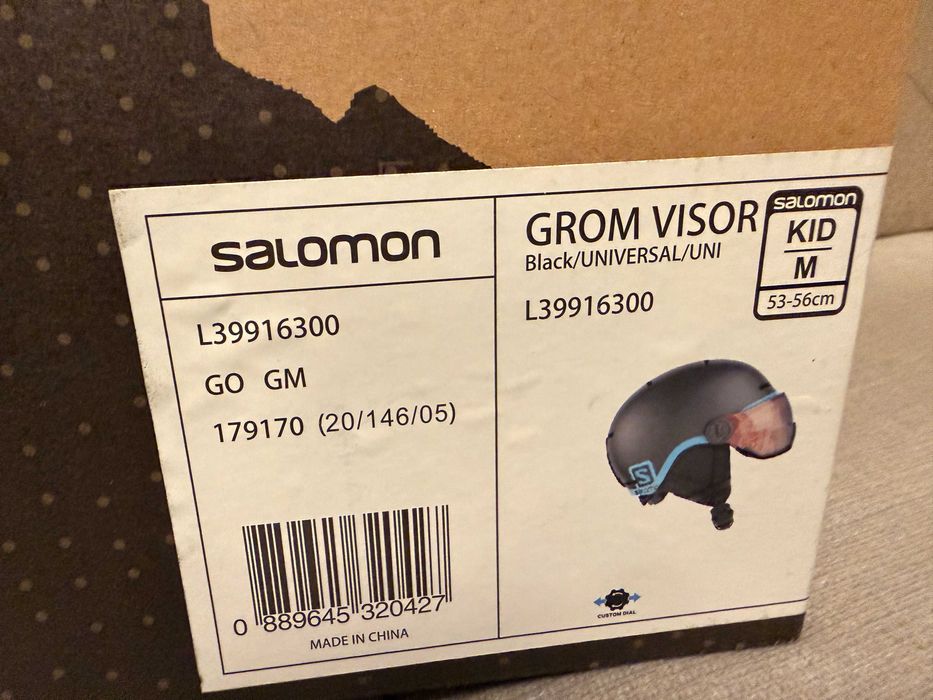 salomon
L39916300
GO GM
179170 (20/146/05)
0 889645 320427
MADE IN CHINA
GROM VISOR
Black/UNIVERSAL/UNI
L39916300
salomon
KID
M
53-56cm
S
CUSTOM DIAL